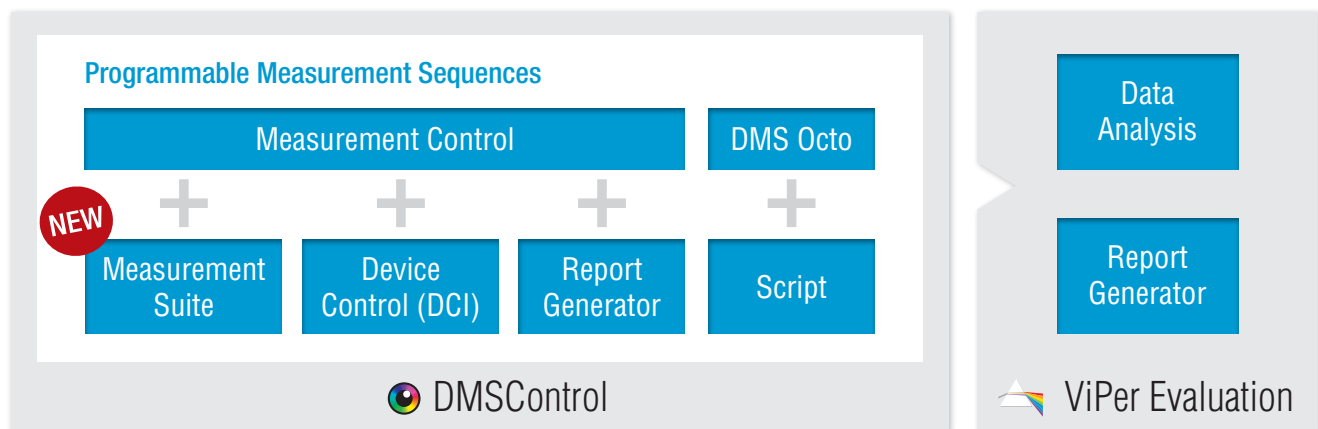 Programmable Measurement Sequences
Measurement Control
DMS Octo
NEW
Measurement
Suite
Device
Control (DCI)
Report
Generator
Script
DMSControl
Data
Analysis
Report
Generator
ViPer Evaluation